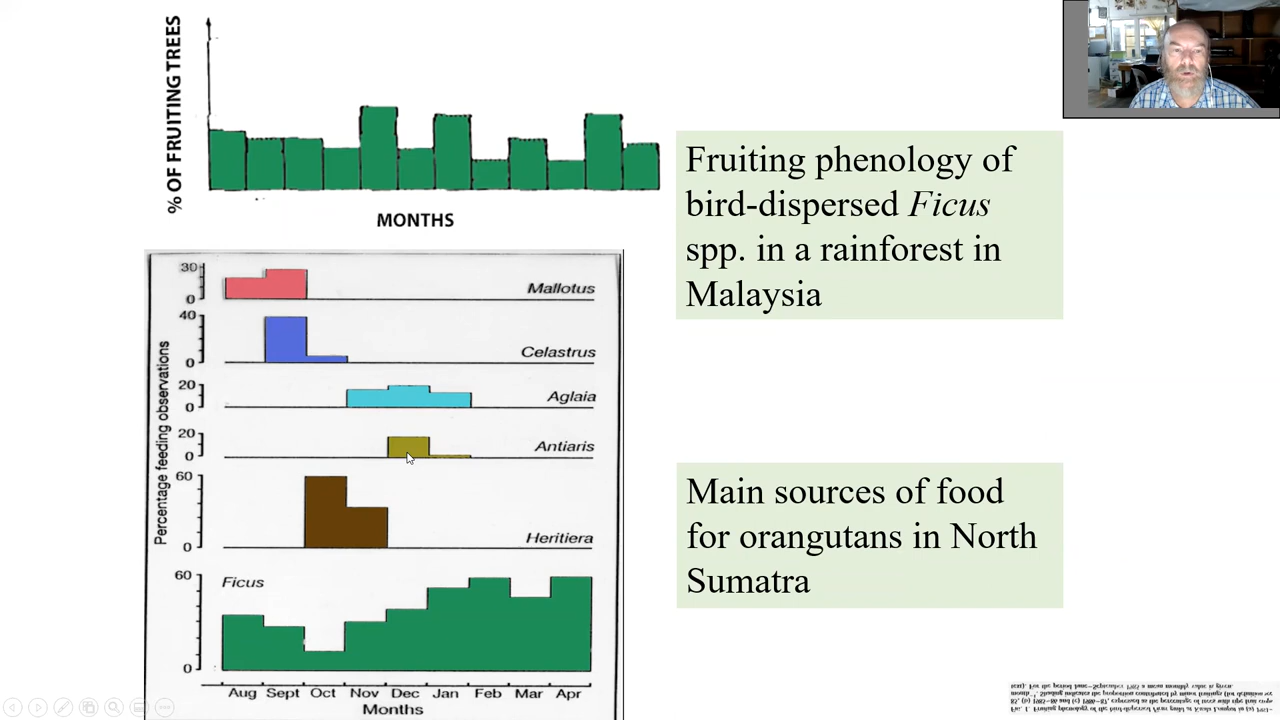 % OF FRUITING TREES
MONTHS
Fruiting phenology of
bird-dispersed Ficus
spp. in a rainforest in
Malaysia
Percentage feeding observations
30
0
Mallotus
40
0
Celastrus
20
0
Aglaia
20
0
Antiaris
60
0
Heritiera
60
0
Ficus
Aug Sept Oct Nov Dec Jan Feb Mar Apr
Months
Main sources of food
for orangutans in North
Sumatra